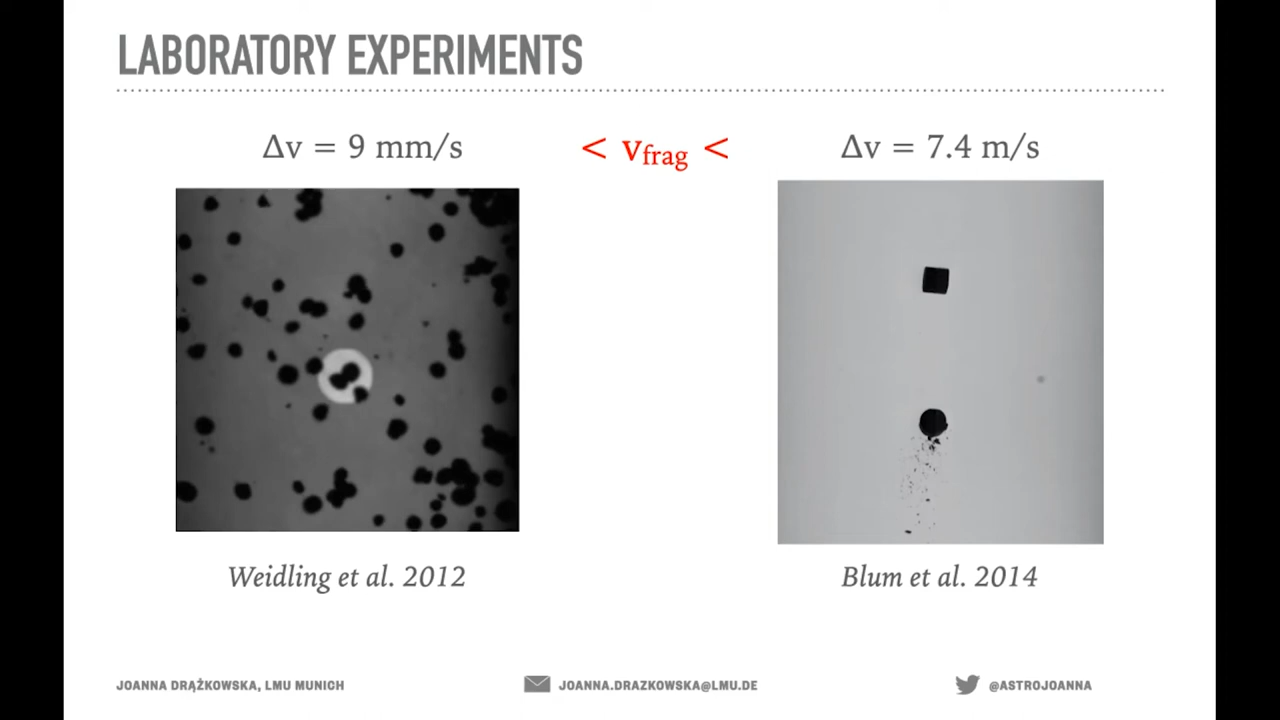 LABORATORY EXPERIMENTS
Δv = 9 mm/s
< vfrag <
Δv = 7.4 m/s
Weidling et al. 2012
Blum et al. 2014
JOANNA DRĄŻKOWSKA, LMU MUNICH
JOANNA.DRAZKOWSKA@LMU.DE
@ASTROJOANNA